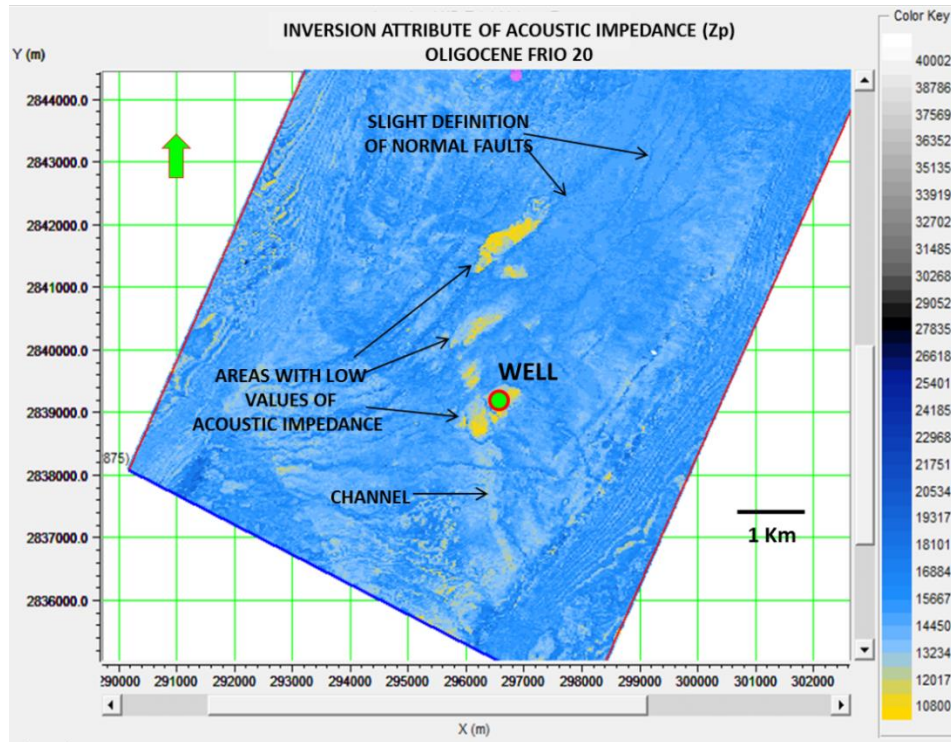 INVERSION ATTRIBUTE OF ACOUSTIC IMPEDANCE (Zp)
OLIGOCENE FRIO 20
Color Key
Y (m)
2844000.0
2843000.0
2842000.0
2841000.0
2840000.0
2839000.0
2838000.0
2837000.0
2836000.0
SLIGHT DEFINITION
OF NORMAL FAULTS
AREAS WITH LOW
VALUES OF
ACOUSTIC IMPEDANCE
WELL
875)
CHANNEL
1 Km
290000 291000 292000 293000 294000 295000 296000 297000 298000 299000 300000 301000 302000
X (m)
40002
38786
37569
36352
35135
33919
32702
31485
30268
29052
27835
26618
25401
24185
22968
21751
20534
19317
18101
16884
15667
14450
13234
12017
10800